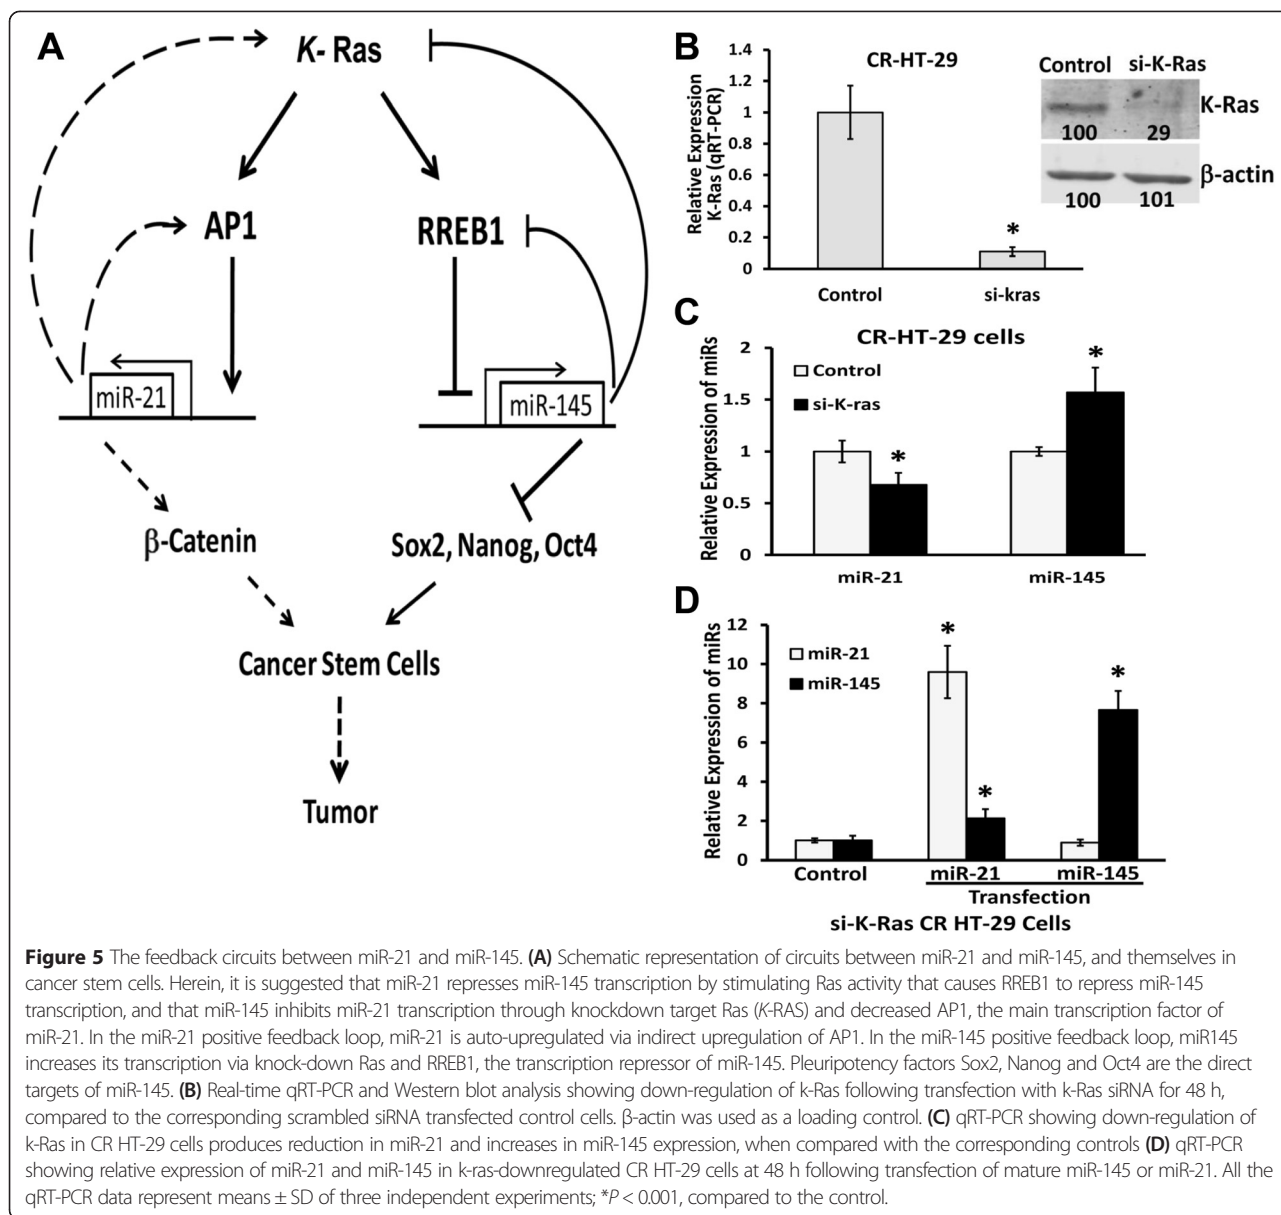 A
K- Ras
AP1
RREB1
miR-21
miR-145
β-Catenin
Sox2, Nanog, Oct4
Cancer Stem Cells
Tumor
B
Relative Expression
K-Ras (qRT-PCR)
1.4
1.2
1
0.8
0.6
0.4
0.2
0
CR-HT-29
*
Control
si-kras
Control si-K-Ras
K-Ras
100 29
β-actin
100 101
C
CR-HT-29 cells
Relative Expression of miRs
2
1.5
1
0.5
0
Control
si-K-ras
* *
miR-21
miR-145
D
Relative Expression of miRs
12
10
8
6
4
2
0
miR-21
miR-145
* * *
Control miR-21 miR-145
Transfection
si-K-Ras CR HT-29 Cells
Figure 5 The feedback circuits between miR-21 and miR-145. (A) Schematic representation of circuits between miR-21 and miR-145, and themselves in
cancer stem cells. Herein, it is suggested that miR-21 represses miR-145 transcription by stimulating Ras activity that causes RREB1 to repress miR-145
transcription, and that miR-145 inhibits miR-21 transcription through knockdown target Ras (K-RAS) and decreased AP1, the main transcription factor of
miR-21. In the miR-21 positive feedback loop, miR-21 is auto-upregulated via indirect upregulation of AP1. In the miR-145 positive feedback loop, miR145
increases its transcription via knock-down Ras and RREB1, the transcription repressor of miR-145. Pleuripotency factors Sox2, Nanog and Oct4 are the direct
targets of miR-145. (B) Real-time qRT-PCR and Western blot analysis showing down-regulation of k-Ras following transfection with k-Ras siRNA for 48 h,
compared to the corresponding scrambled siRNA transfected control cells. β-actin was used as a loading control. (C) qRT-PCR showing down-regulation of
k-Ras in CR HT-29 cells produces reduction in miR-21 and increases in miR-145 expression, when compared with the corresponding controls (D) qRT-PCR
showing relative expression of miR-21 and miR-145 in k-ras-downregulated CR HT-29 cells at 48 h following transfection of mature miR-145 or miR-21. All the
qRT-PCR data represent means ± SD of three independent experiments; *P < 0.001, compared to the control.